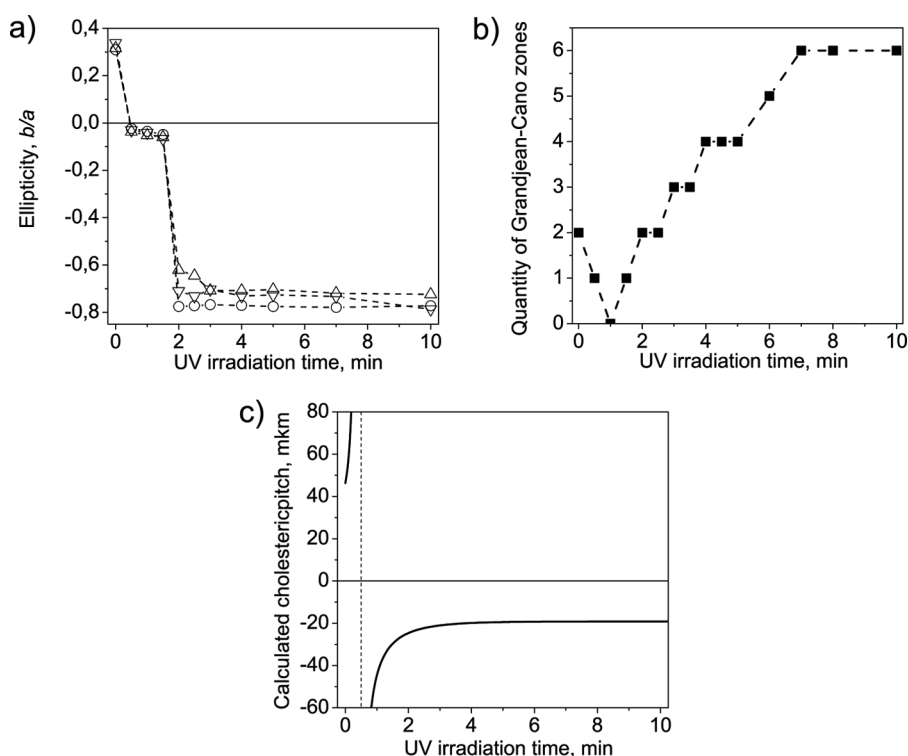 a)
0,4
0,2
0,0
-0,2
-0,4
-0,6
-0,8
Ellipticity, b/a
0 2 4 6 8 10
UV irradiation time, min
b)
6
5
4
3
2
1
0
Quantity of Grandjean-Cano zones
0 2 4 6 8 10
UV irradiation time, min
c)
80
60
40
20
0
-20
-40
-60
Calculated cholestericpitch, mkm
0 2 4 6 8 10
UV irradiation time, min